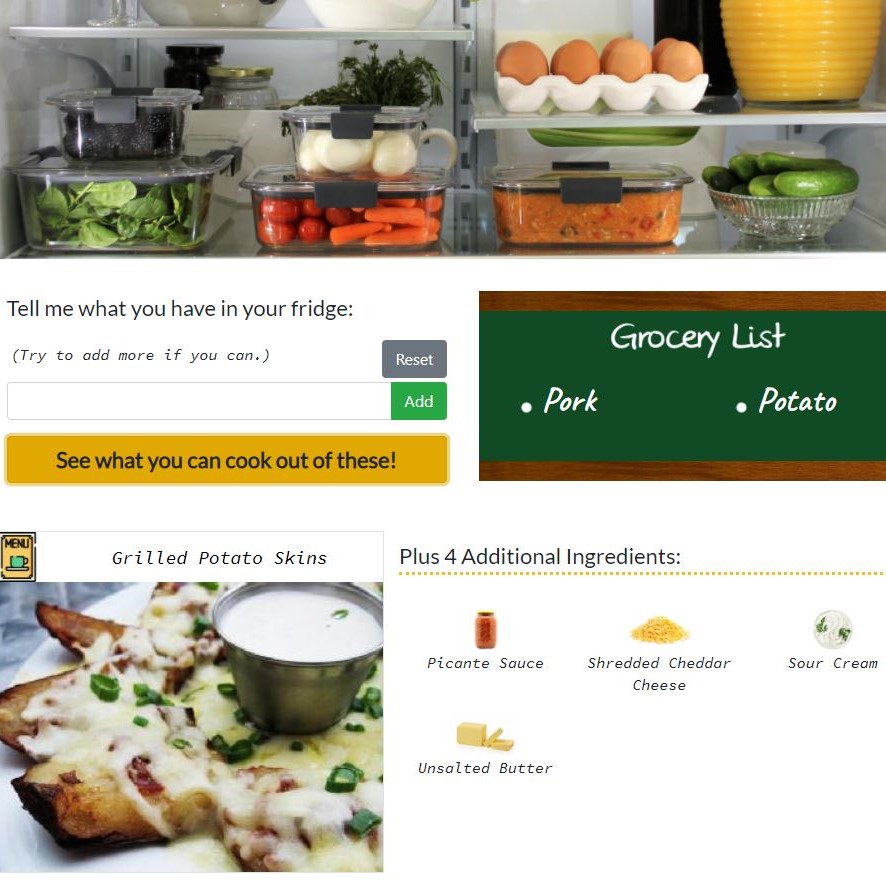 Tell me what you have in your fridge:
(Try to add more if you can.)
Reset
Add
See what you can cook out of these!
Grocery List
Pork
Potato
MENU
Grilled Potato Skins
Plus 4 Additional Ingredients:
Picante Sauce
Shredded Cheddar
Cheese
Sour Cream
Unsalted Butter